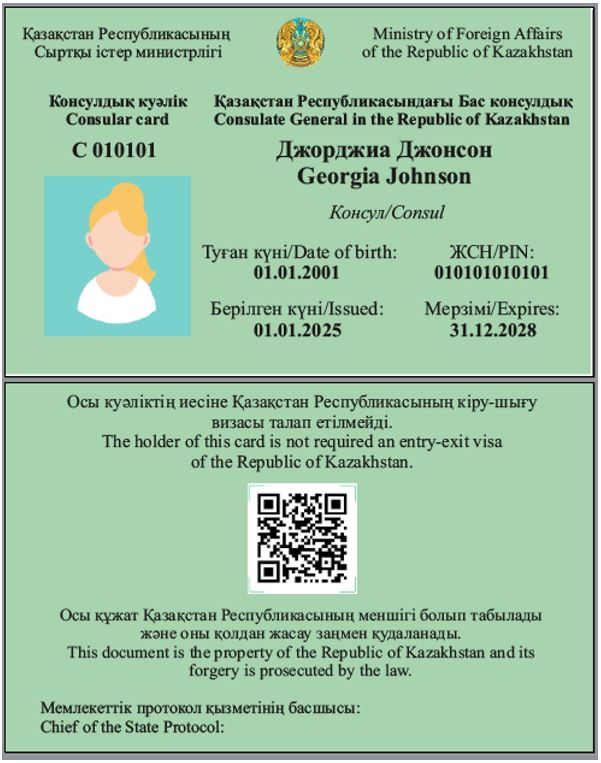 Қазақстан Республикасының
Сыртқы істер министрлігі
Ministry of Foreign Affairs
of the Republic of Kazakhstan
Консулдық куәлік
Consular card
Қазақстан Республикасындағы Бас консулдық
Consulate General in the Republic of Kazakhstan
C 010101
Джорджиа Джонсон
Georgia Johnson
Консул/Consul
Туған күні/Date of birth:
01.01.2001
ЖСН/PIN:
010101010101
Берілген күні/Issued:
01.01.2025
Мерзімі/Expires:
31.12.2028
Осы куәліктің иесіне Қазақстан Республикасының кіру-шығу
визасы талап етілмейді.
The holder of this card is not required an entry-exit visa
of the Republic of Kazakhstan.
Осы құжат Қазақстан Республикасының меншігі болып табылады
және оны қолдан жасау заңмен қудаланады.
This document is the property of the Republic of Kazakhstan and its
forgery is prosecuted by the law.
Мемлекеттік протокол қызметінің басшысы:
Chief of the State Protocol: